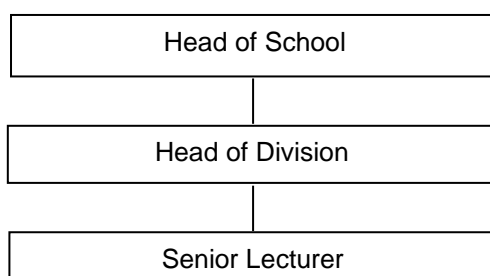 Head of School
Head of Division
Senior Lecturer